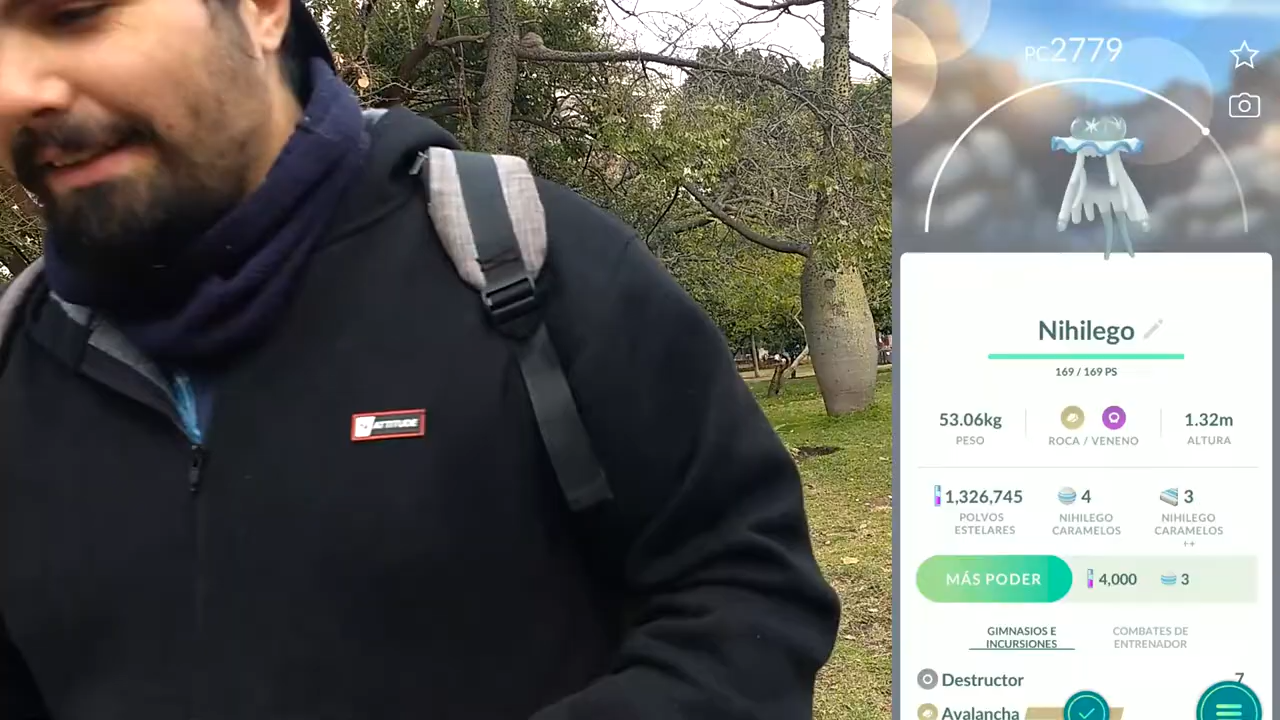 ATTITUDE
PC2779
Nihilego
169 / 169 PS
53.06kg
PESO
ROCA / VENENO
1.32m
ALTURA
1,326,745
POLVOS
ESTELARES
4
NIHILEGO
CARAMELOS
3
NIHILEGO
CARAMELOS
++
MÁS PODER
4,000
3
GIMNASIOS E
INCURSIONES
COMBATES DE
ENTRENADOR
Destructor
7
Avalancha